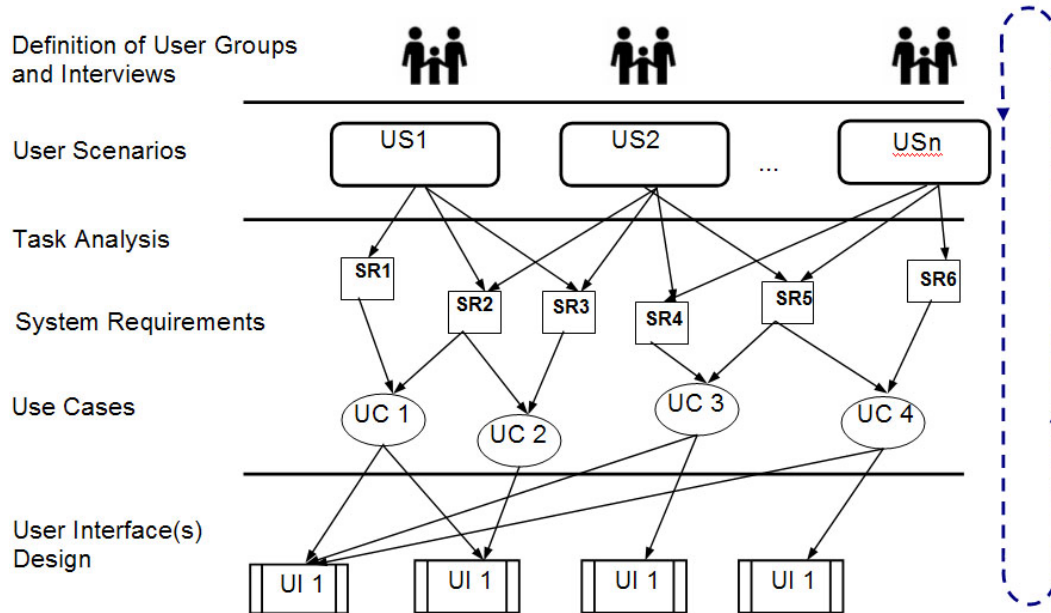 Definition of User Groups
and Interviews
User Scenarios
US1
US2
...
USn
Task Analysis
SR1
SR2
SR3
SR4
SR5
SR6
System Requirements
Use Cases
UC 1
UC 2
UC 3
UC 4
User Interface(s)
Design
UI 1
UI 1
UI 1
UI 1